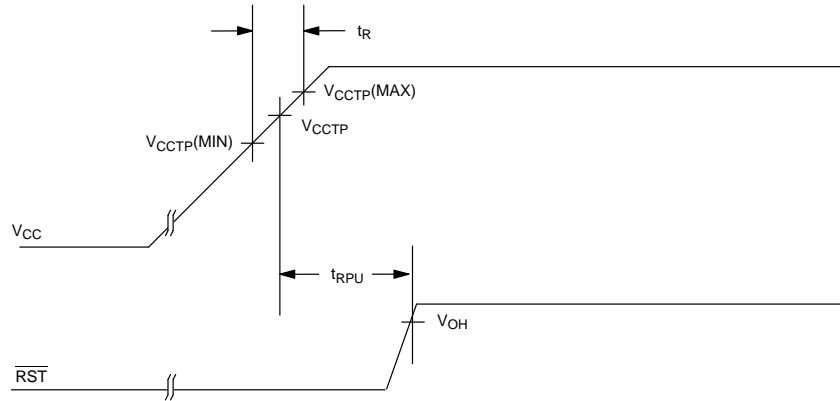 tR
VCCTP(MAX)
VCCTP
VCCTP(MIN)
VCC
tRPU
VOH
RST